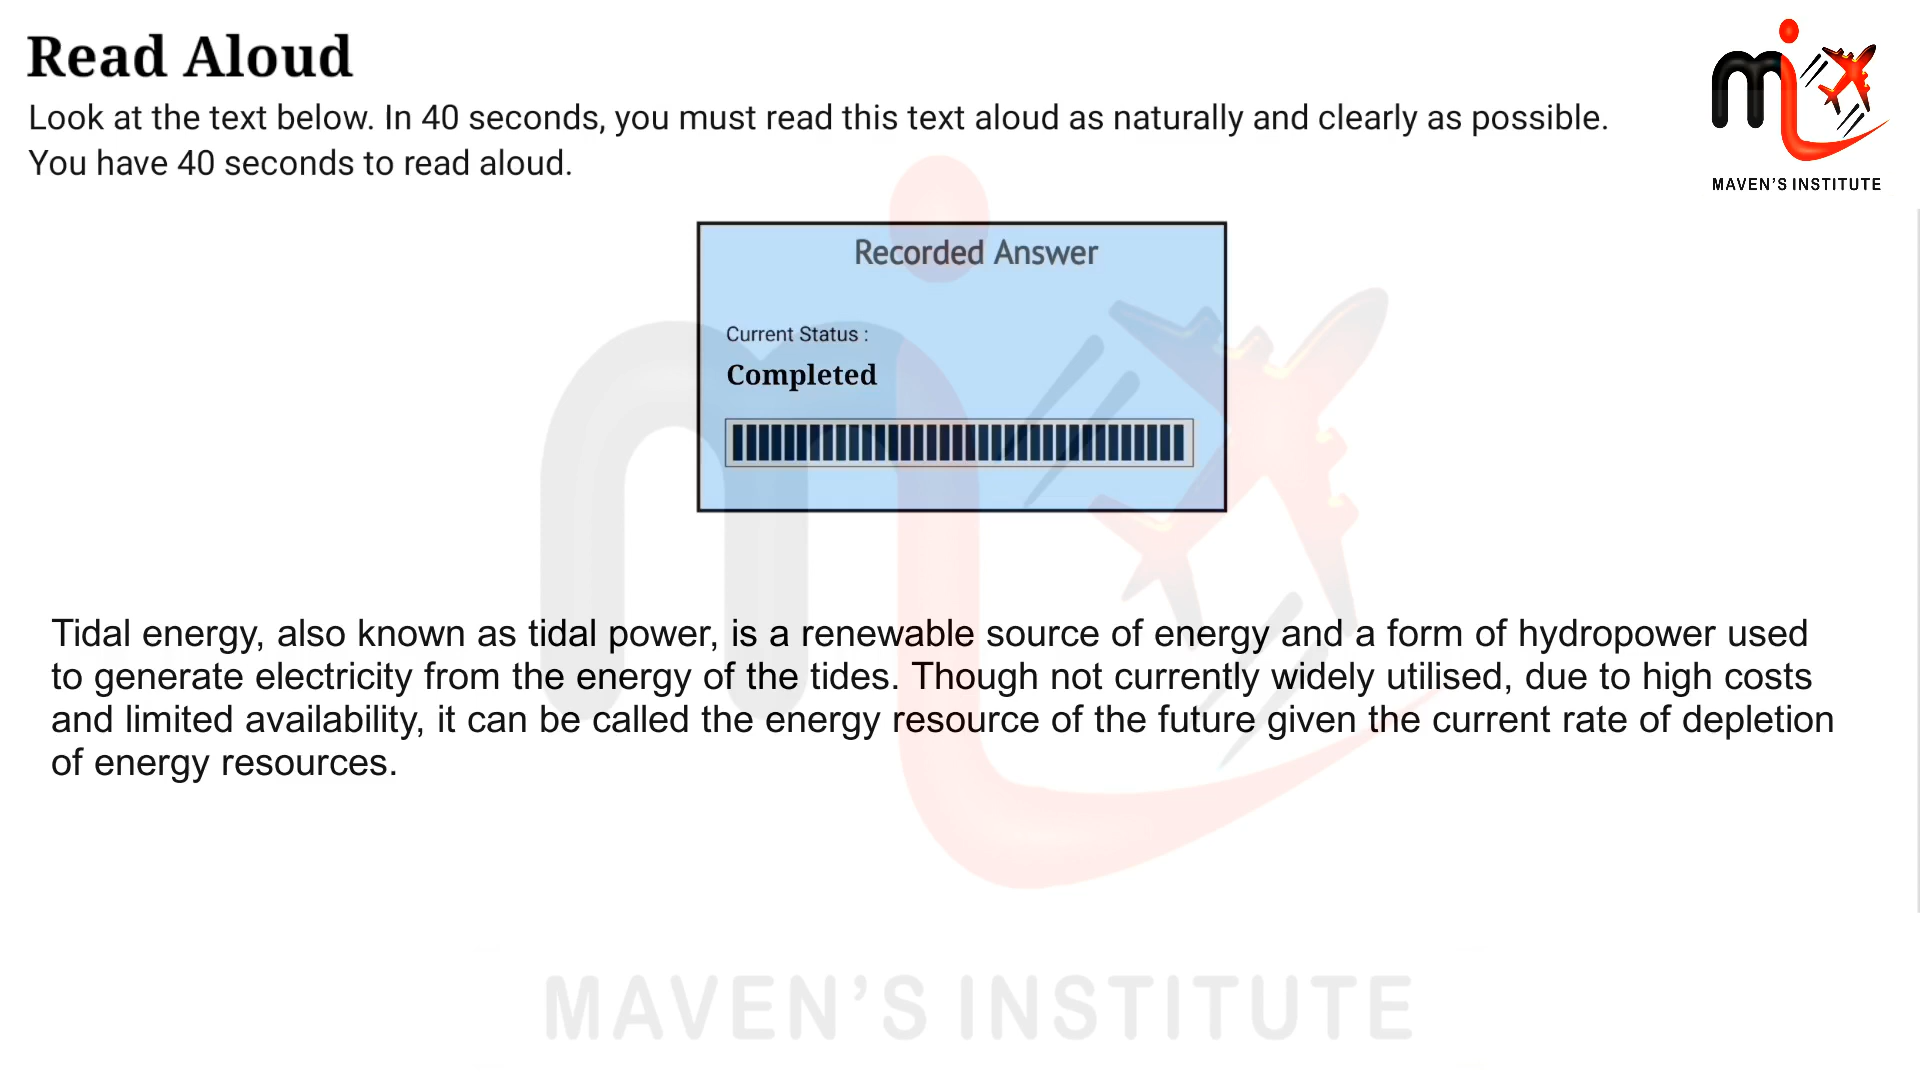 Read Aloud
Look at the text below. In 40 seconds, you must read this text aloud as naturally and clearly as possible.
You have 40 seconds to read aloud.
mi
MAVEN'S INSTITUTE
Recorded Answer
Current Status :
Completed
Tidal energy, also known as tidal power, is a renewable source of energy and a form of hydropower used
to generate electricity from the energy of the tides. Though not currently widely utilised, due to high costs
and limited availability, it can be called the energy resource of the future given the current rate of depletion
of energy resources.
MAVEN'S INSTITUTE